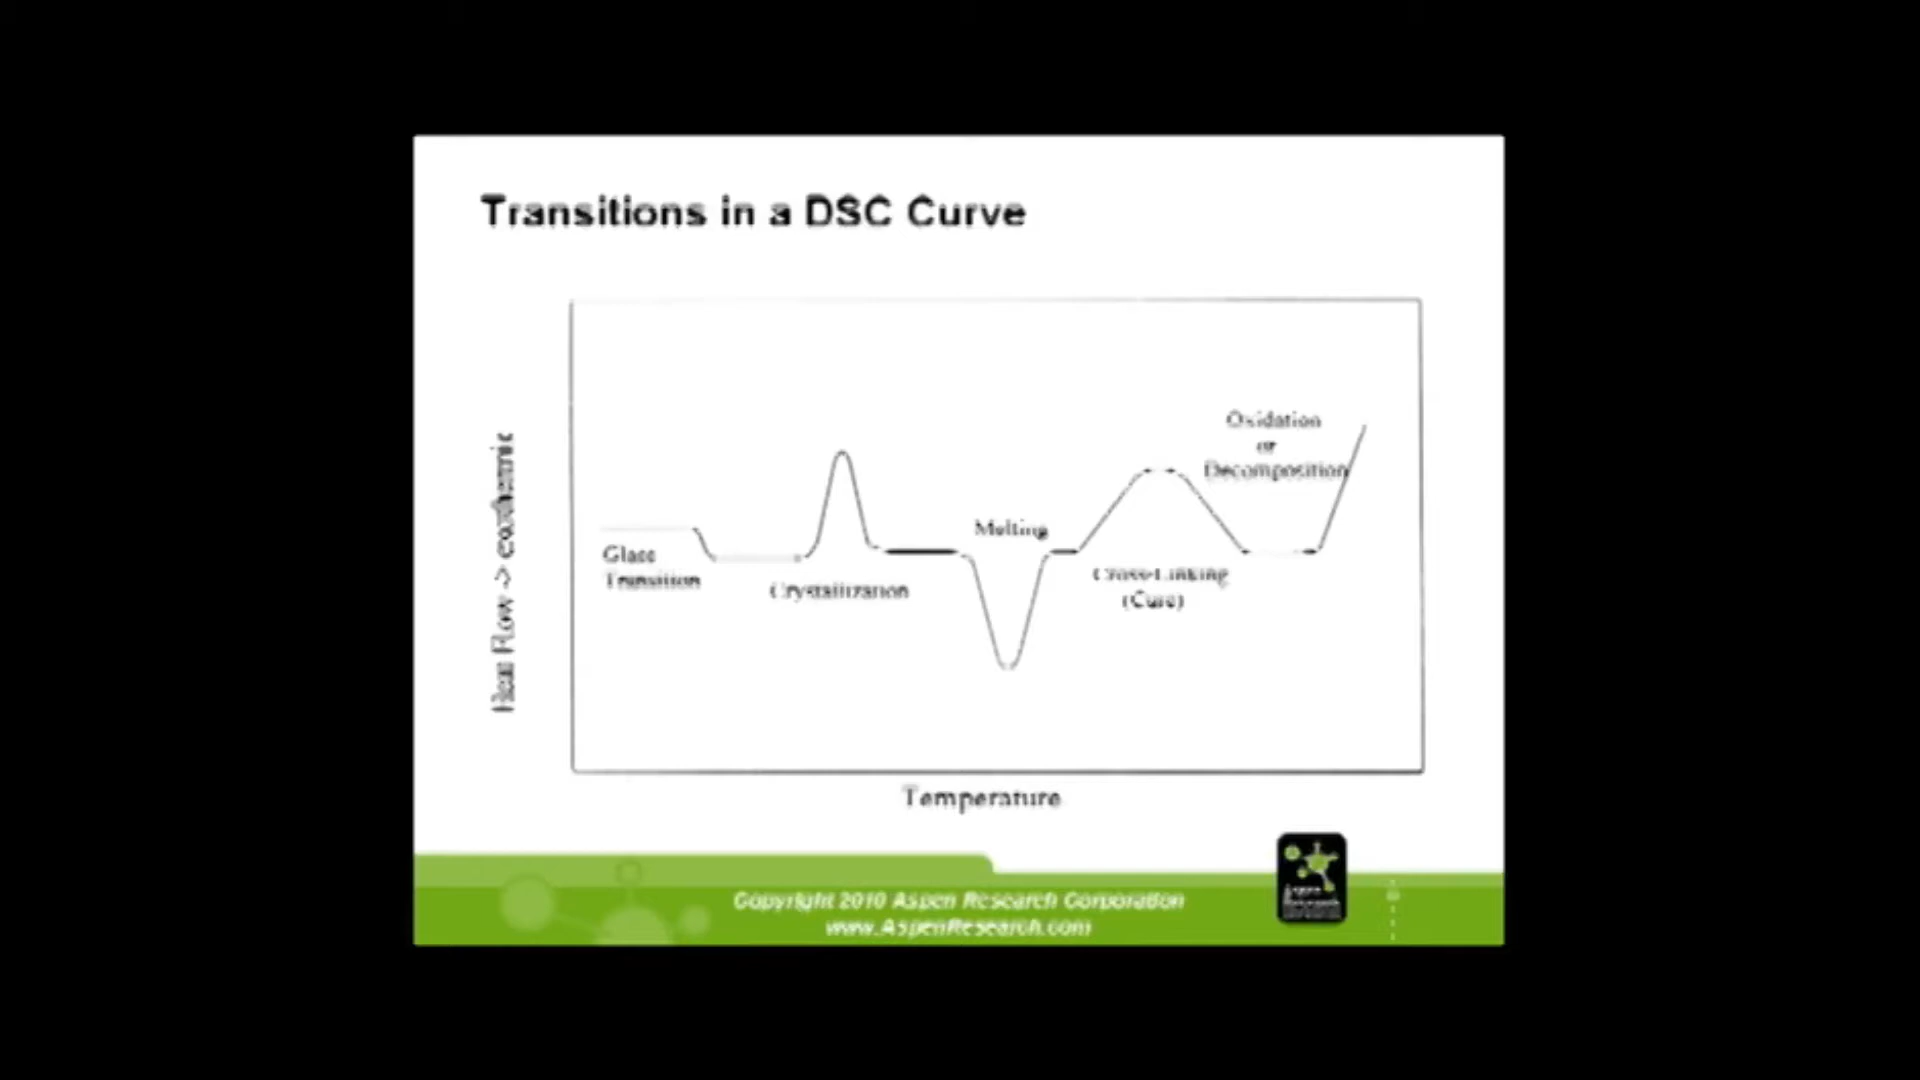 Transitions in a DSC Curve
Heat Flow -> exothermic
Oxidation
or
Decomposition
Melting
Glass
Transition
Crystallization
Cross-Linking
(Cure)
Temperature
Copyright 2010 Aspen Research Corporation
www.AspenResearch.com